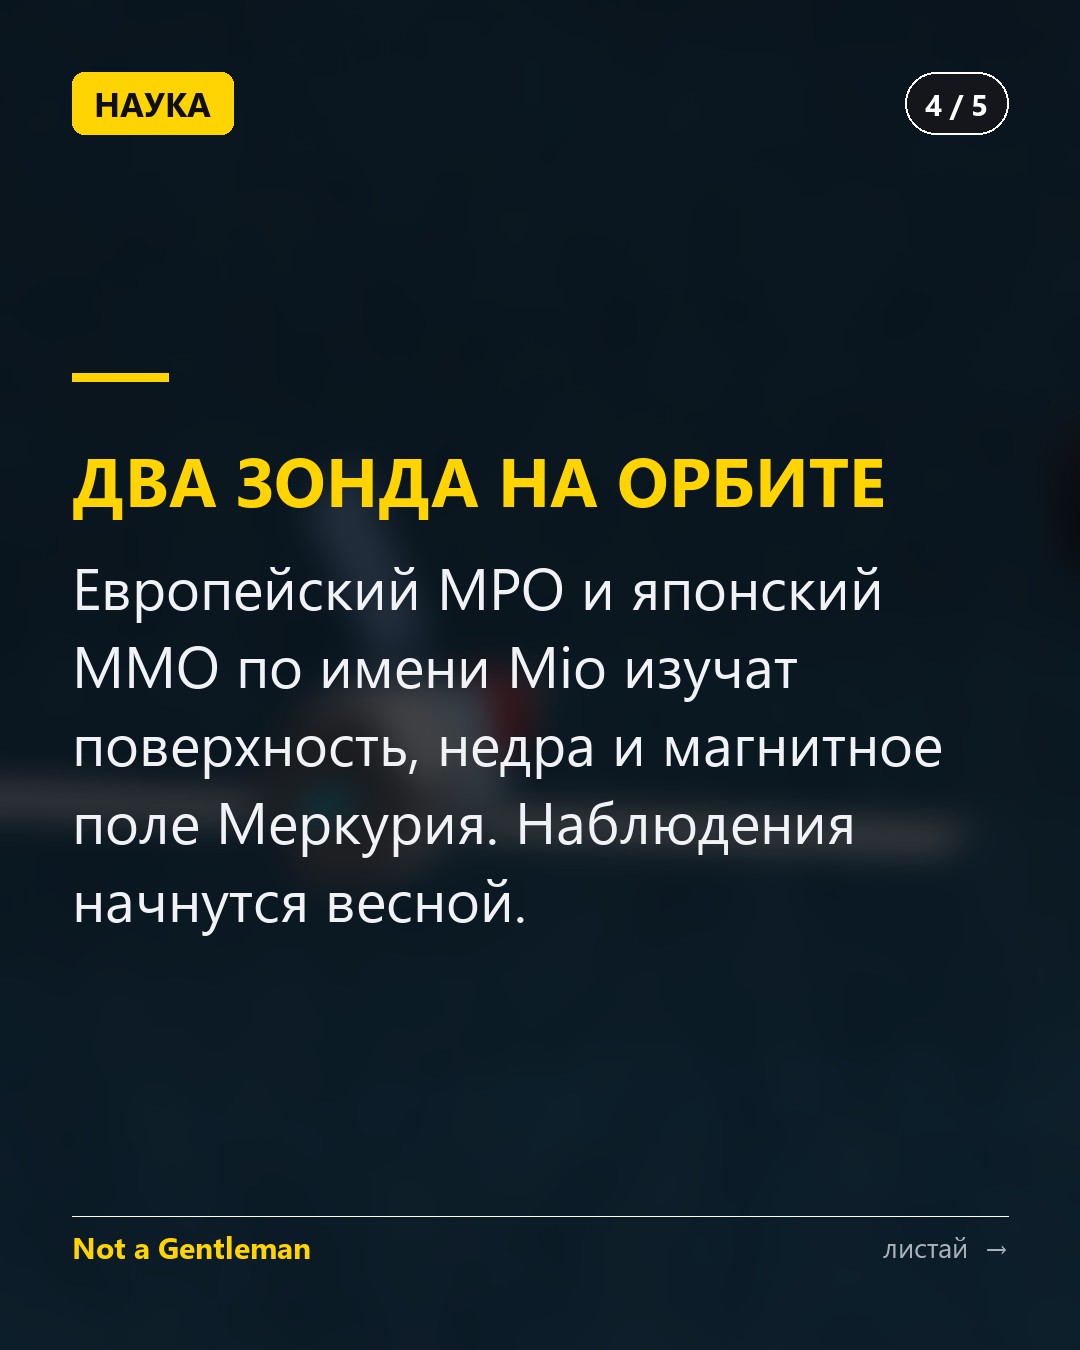 НАУКА
4 / 5
ДВА ЗОНДА НА ОРБИТЕ
Европейский MPO и японский
MMO по имени Mio изучат
поверхность, недра и магнитное
поле Меркурия. Наблюдения
начнутся весной.
Not a Gentleman
листай →